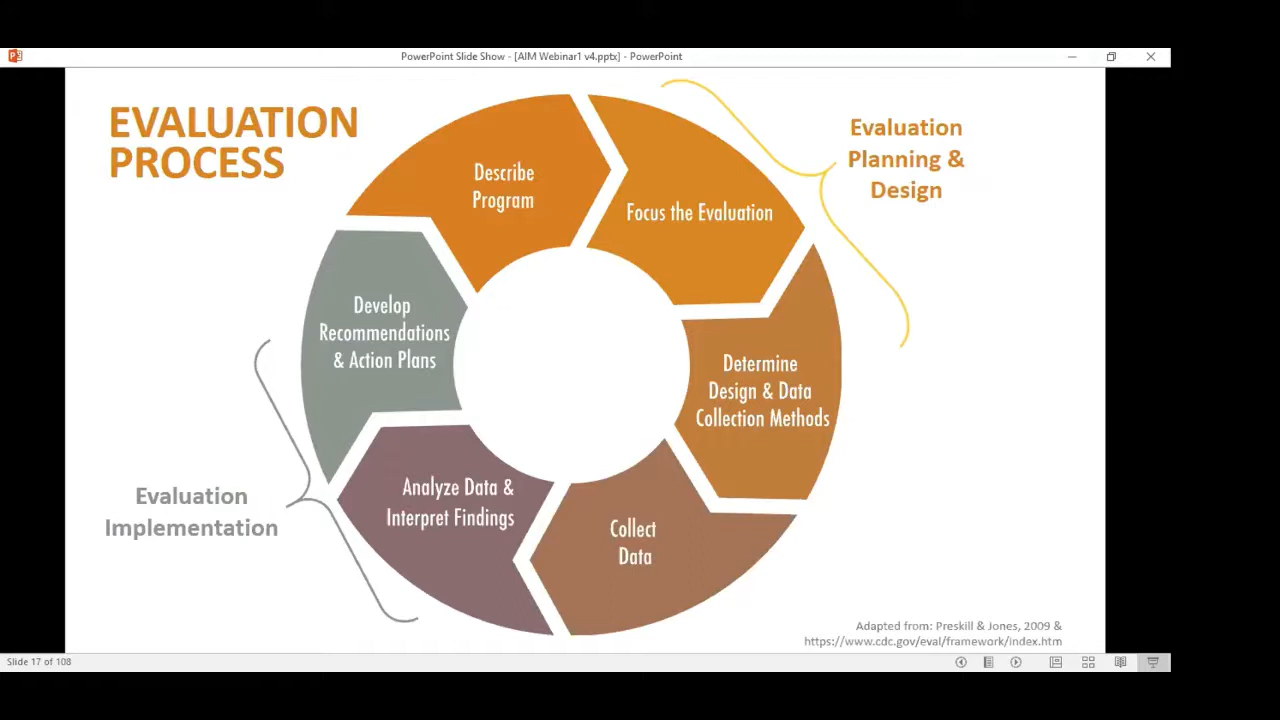 PowerPoint Slide Show - [AIM Webinar1 v4.pptx] - PowerPoint
EVALUATION
PROCESS
Describe
Program
Focus the Evaluation
Evaluation
Planning &
Design
Determine
Design & Data
Collection Methods
Collect
Data
Analyze Data &
Interpret Findings
Develop
Recommendations
& Action Plans
Evaluation
Implementation
Adapted from: Preskill & Jones, 2009 &
https://www.cdc.gov/eval/framework/index.htm
Slide 17 of 108